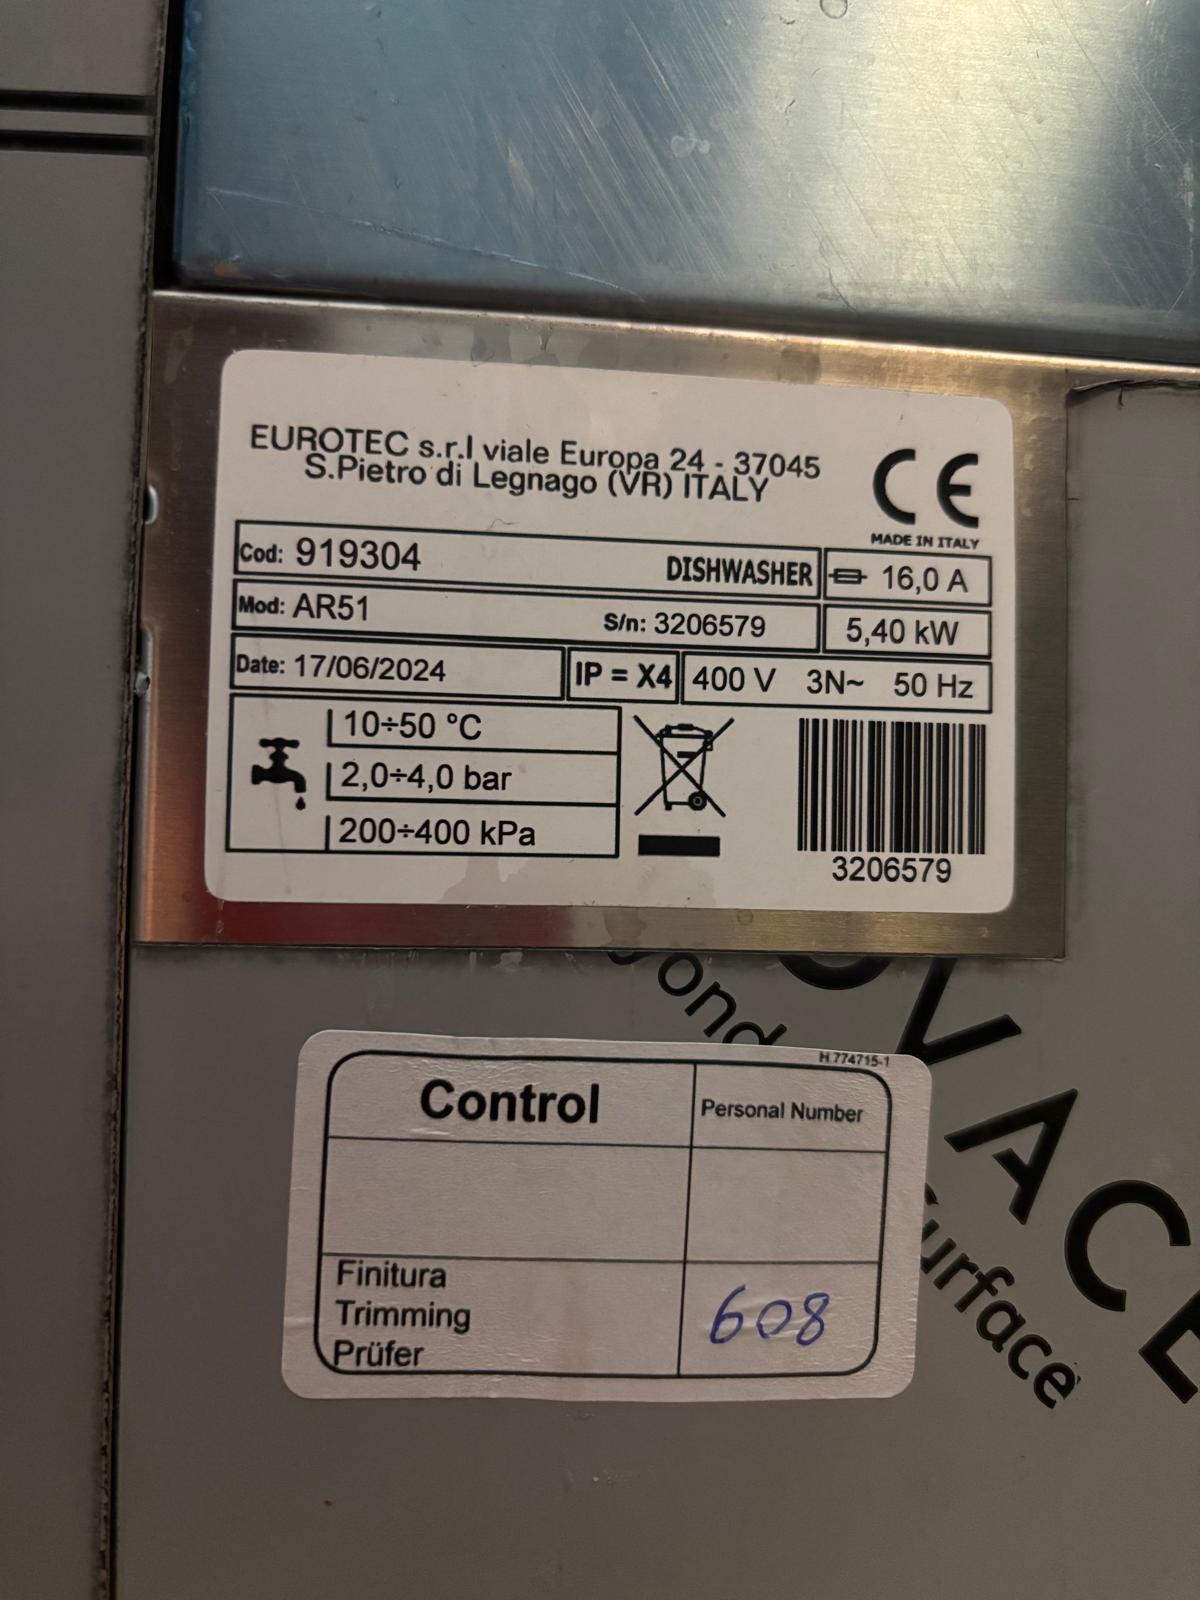 EUROTEC s.r.l viale Europa 24 - 37045
S.Pietro di Legnago (VR) ITALY
CE
MADE IN ITALY
Cod: 919304 DISHWASHER 16,0 A
Mod: AR51 S/n: 3206579 5,40 kW
Date: 17/06/2024 IP = X4 400 V 3N~ 50 Hz
10÷50 °C
2,0÷4,0 bar
200÷400 kPa
3206579
H.774715-1
Control Personal Number
Finitura
Trimming
Prüfer
608
VACE
urface